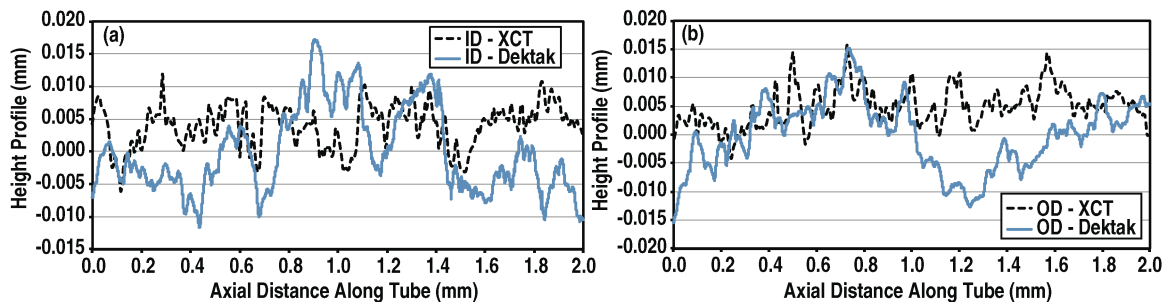 (a)
ID - XCT
ID - Dektak
Height Profile (mm)
0.020
0.015
0.010
0.005
0.000
-0.005
-0.010
-0.015
0.0 0.2 0.4 0.6 0.8 1.0 1.2 1.4 1.6 1.8 2.0
Axial Distance Along Tube (mm)
(b)
Height Profile (mm)
0.020
0.015
0.010
0.005
0.000
-0.005
-0.010
-0.015
-0.020
OD - XCT
OD - Dektak
0.0 0.2 0.4 0.6 0.8 1.0 1.2 1.4 1.6 1.8 2.0
Axial Distance Along Tube (mm)